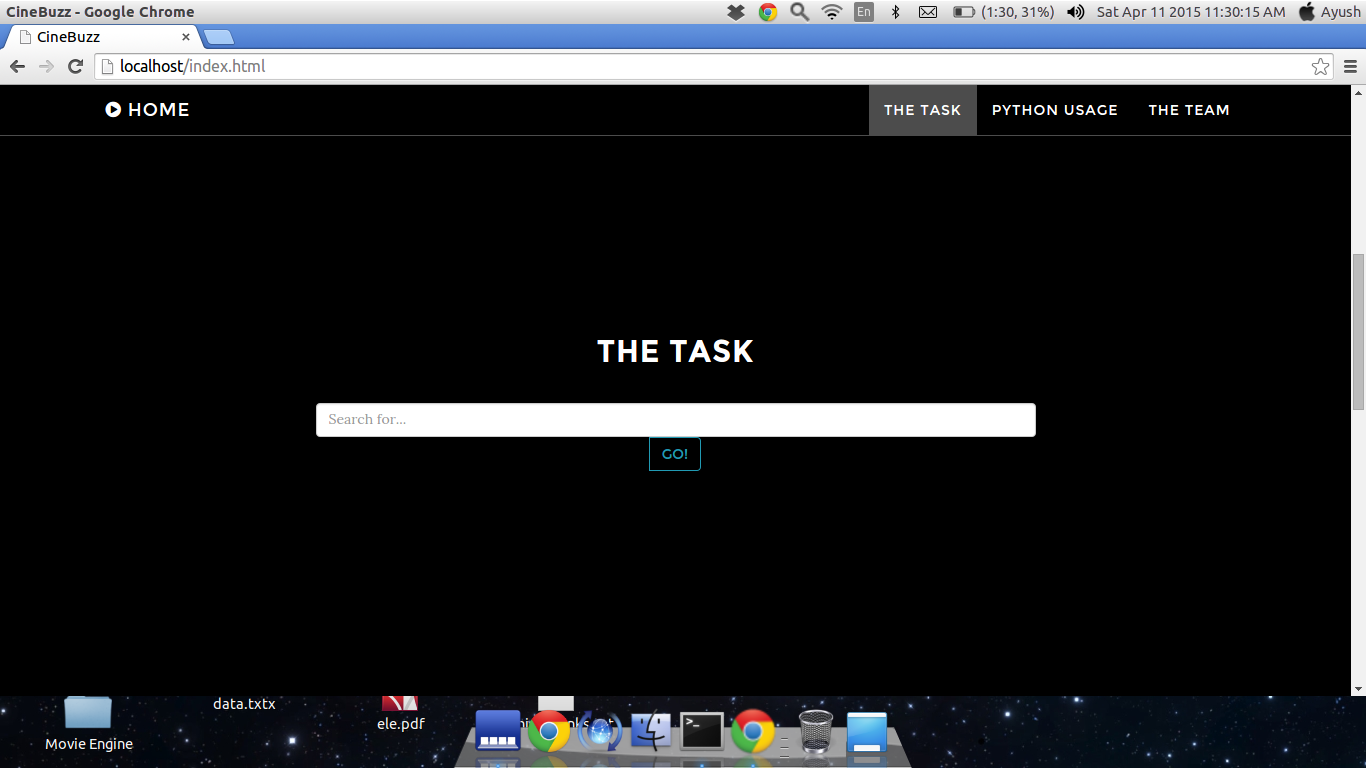 CineBuzz - Google Chrome
En
(1:30, 31%)
Sat Apr 11 2015 11:30:15 AM
Ayush
CineBuzz
localhost/index.html
HOME
THE TASK
PYTHON USAGE
THE TEAM
THE TASK
Search for...
GO!
data.txtx
ele.pdf
Movie Engine